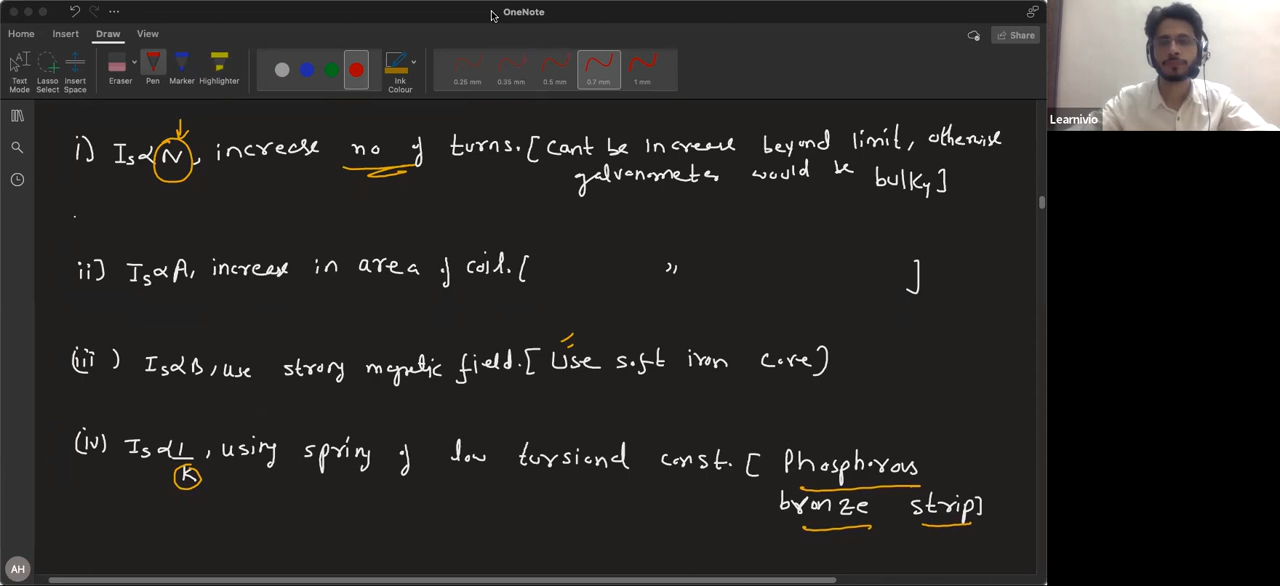 OneNote
Home Insert Draw View
Share
Text Mode
Lasso Select
Insert Space
Eraser
Pen
Marker
Highlighter
Ink Colour
0.25 mm
0.35 mm
0.5 mm
0.7 mm
1 mm
Learnivio
i) Is∝N, increase no of turns. [cant be increase beyond limit, otherwise
galvanometer would be bulky]
ii) Is∝A, increase in area of coil. [ " ]
(iii) Is∝B, use strong magnetic field. [Use soft iron core)
(iv) Is∝1/K, using spring of low torsional const. [Phosphorous
bronze strip]
AH